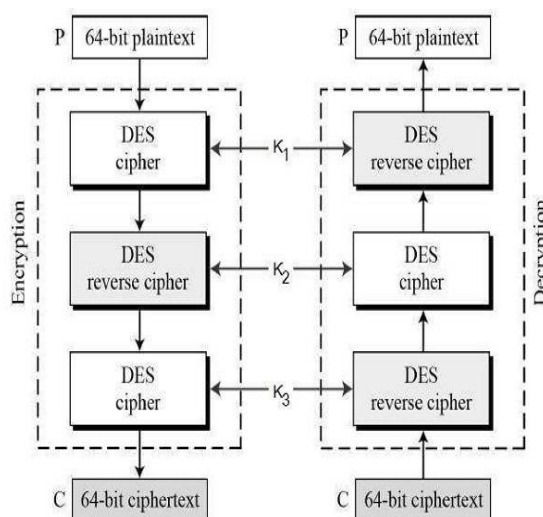 P 64-bit plaintext
P 64-bit plaintext
Encryption
DES
cipher
K1
DES
reverse cipher
DES
reverse cipher
K2
DES
cipher
DES
cipher
K3
DES
reverse cipher
Decryption
C 64-bit ciphertext
C 64-bit ciphertext